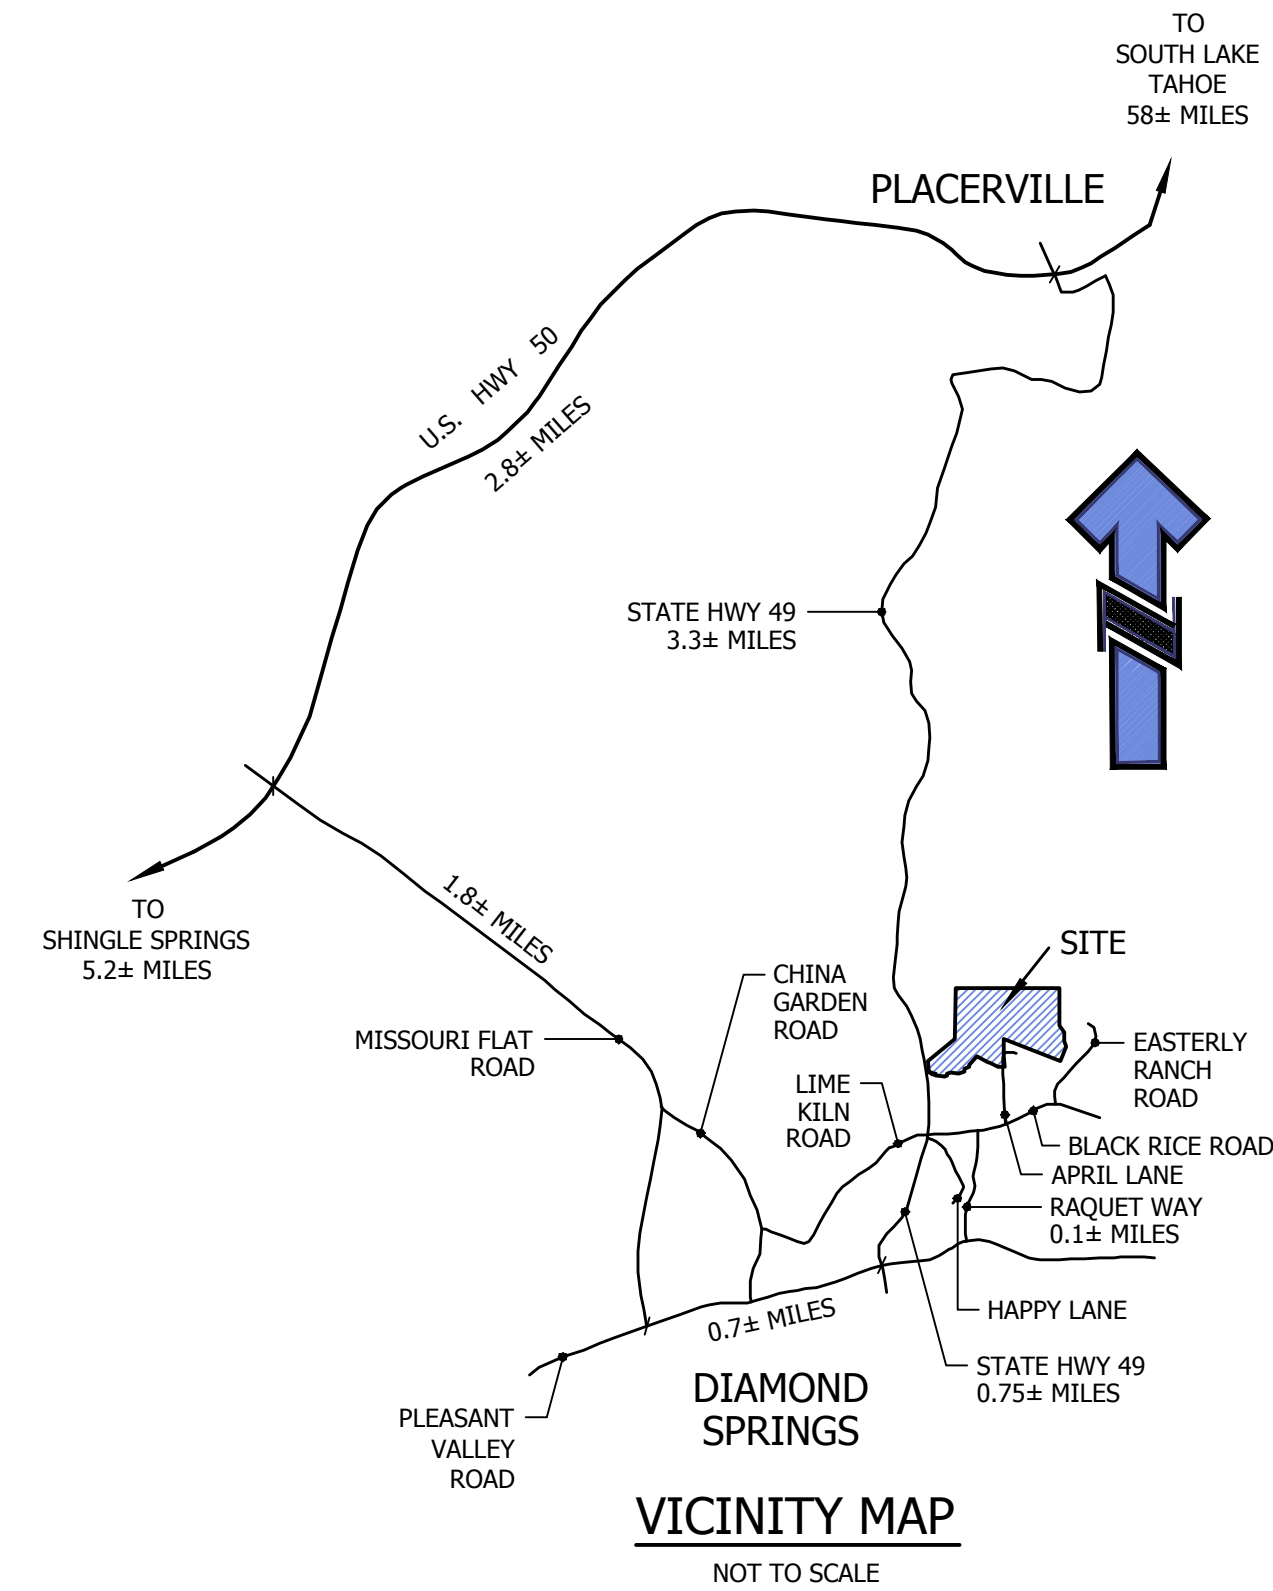 TO
SOUTH LAKE
TAHOE
58± MILES
PLACERVILLE
U.S. HWY 50
2.8± MILES
STATE HWY 49
3.3± MILES
TO
SHINGLE SPRINGS
5.2± MILES
1.8± MILES
SITE
CHINA
GARDEN
ROAD
MISSOURI FLAT
ROAD
EASTERLY
RANCH
ROAD
LIME
KILN
ROAD
BLACK RICE ROAD
APRIL LANE
RAQUET WAY
0.1± MILES
HAPPY LANE
0.7± MILES
STATE HWY 49
0.75± MILES
DIAMOND
SPRINGS
PLEASANT
VALLEY
ROAD
VICINITY MAP
NOT TO SCALE